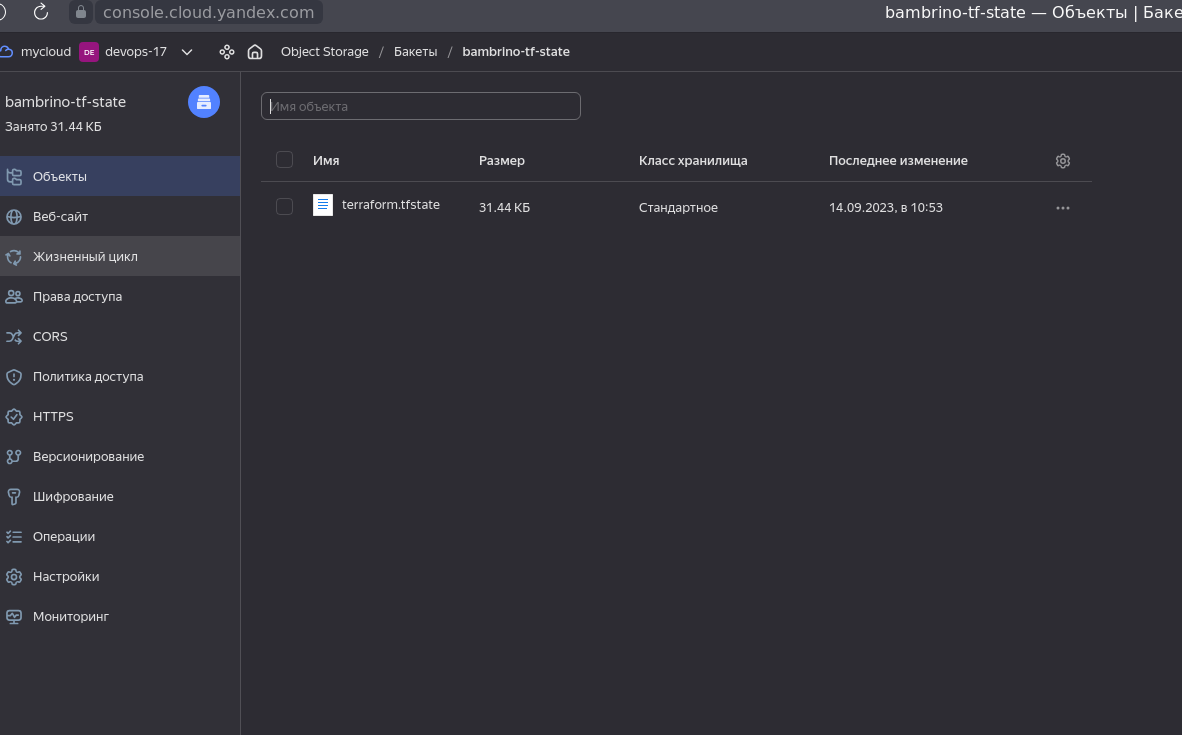 console.cloud.yandex.com bambrino-tf-state — Объекты | Баке
mycloud DE devops-17 Object Storage / Бакеты / bambrino-tf-state
bambrino-tf-state
Занято 31.44 КБ
Объекты
Веб-сайт
Жизненный цикл
Права доступа
CORS
Политика доступа
HTTPS
Версионирование
Шифрование
Операции
Настройки
Мониторинг
Имя объекта
Имя Размер Класс хранилища Последнее изменение
terraform.tfstate 31.44 КБ Стандартное 14.09.2023, в 10:53